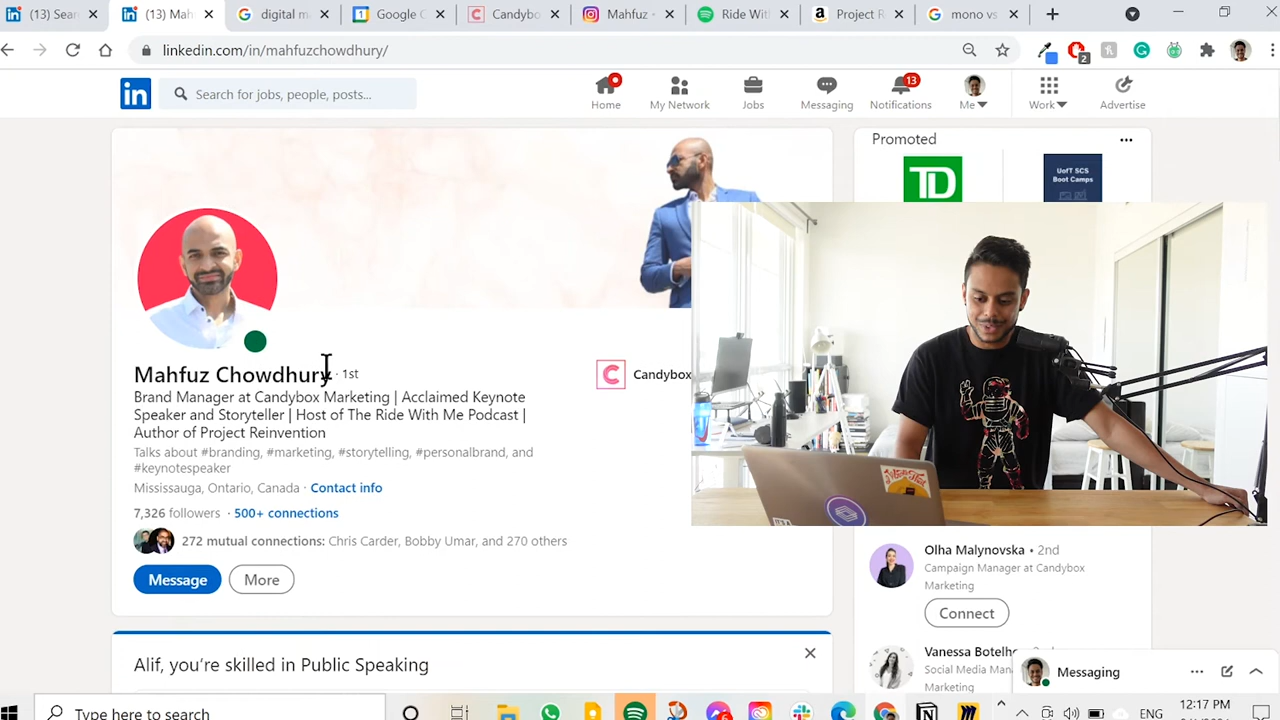 (13) Sear
(13) Mah
digital m
Google C
Candybo
Mahfuz
Ride Wit
Project R
mono vs
linkedin.com/in/mahfuzchowdhury/
2
in
Search for jobs, people, posts...
Home
My Network
Jobs
Messaging
13
Notifications
Me
Work
Advertise
Promoted
TD
UofT SCS
Boot Camps
Mahfuz Chowdhury · 1st
Candybox
Brand Manager at Candybox Marketing | Acclaimed Keynote
Speaker and Storyteller | Host of The Ride With Me Podcast |
Author of Project Reinvention
Talks about #branding, #marketing, #storytelling, #personalbrand, and
#keynotespeaker
Mississauga, Ontario, Canada · Contact info
7,326 followers · 500+ connections
272 mutual connections: Chris Carder, Bobby Umar, and 270 others
Message
More
Olha Malynovska • 2nd
Campaign Manager at Candybox
Marketing
Connect
Vanessa Botelho
Social Media Man
Marketing
Alif, you're skilled in Public Speaking
Messaging
Type here to search
ENG
12:17 PM